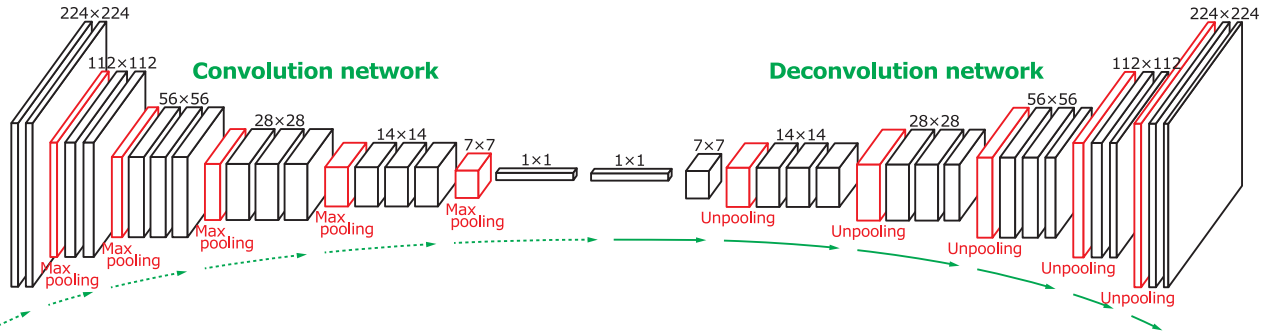 224×224
112×112
56×56
28×28
14×14
7×7
1×1
1×1
Convolution network
Max
pooling
Max
pooling
Max
pooling
Max
pooling
Max
pooling
Deconvolution network
7×7
14×14
28×28
56×56
112×112
224×224
Unpooling
Unpooling
Unpooling
Unpooling
Unpooling